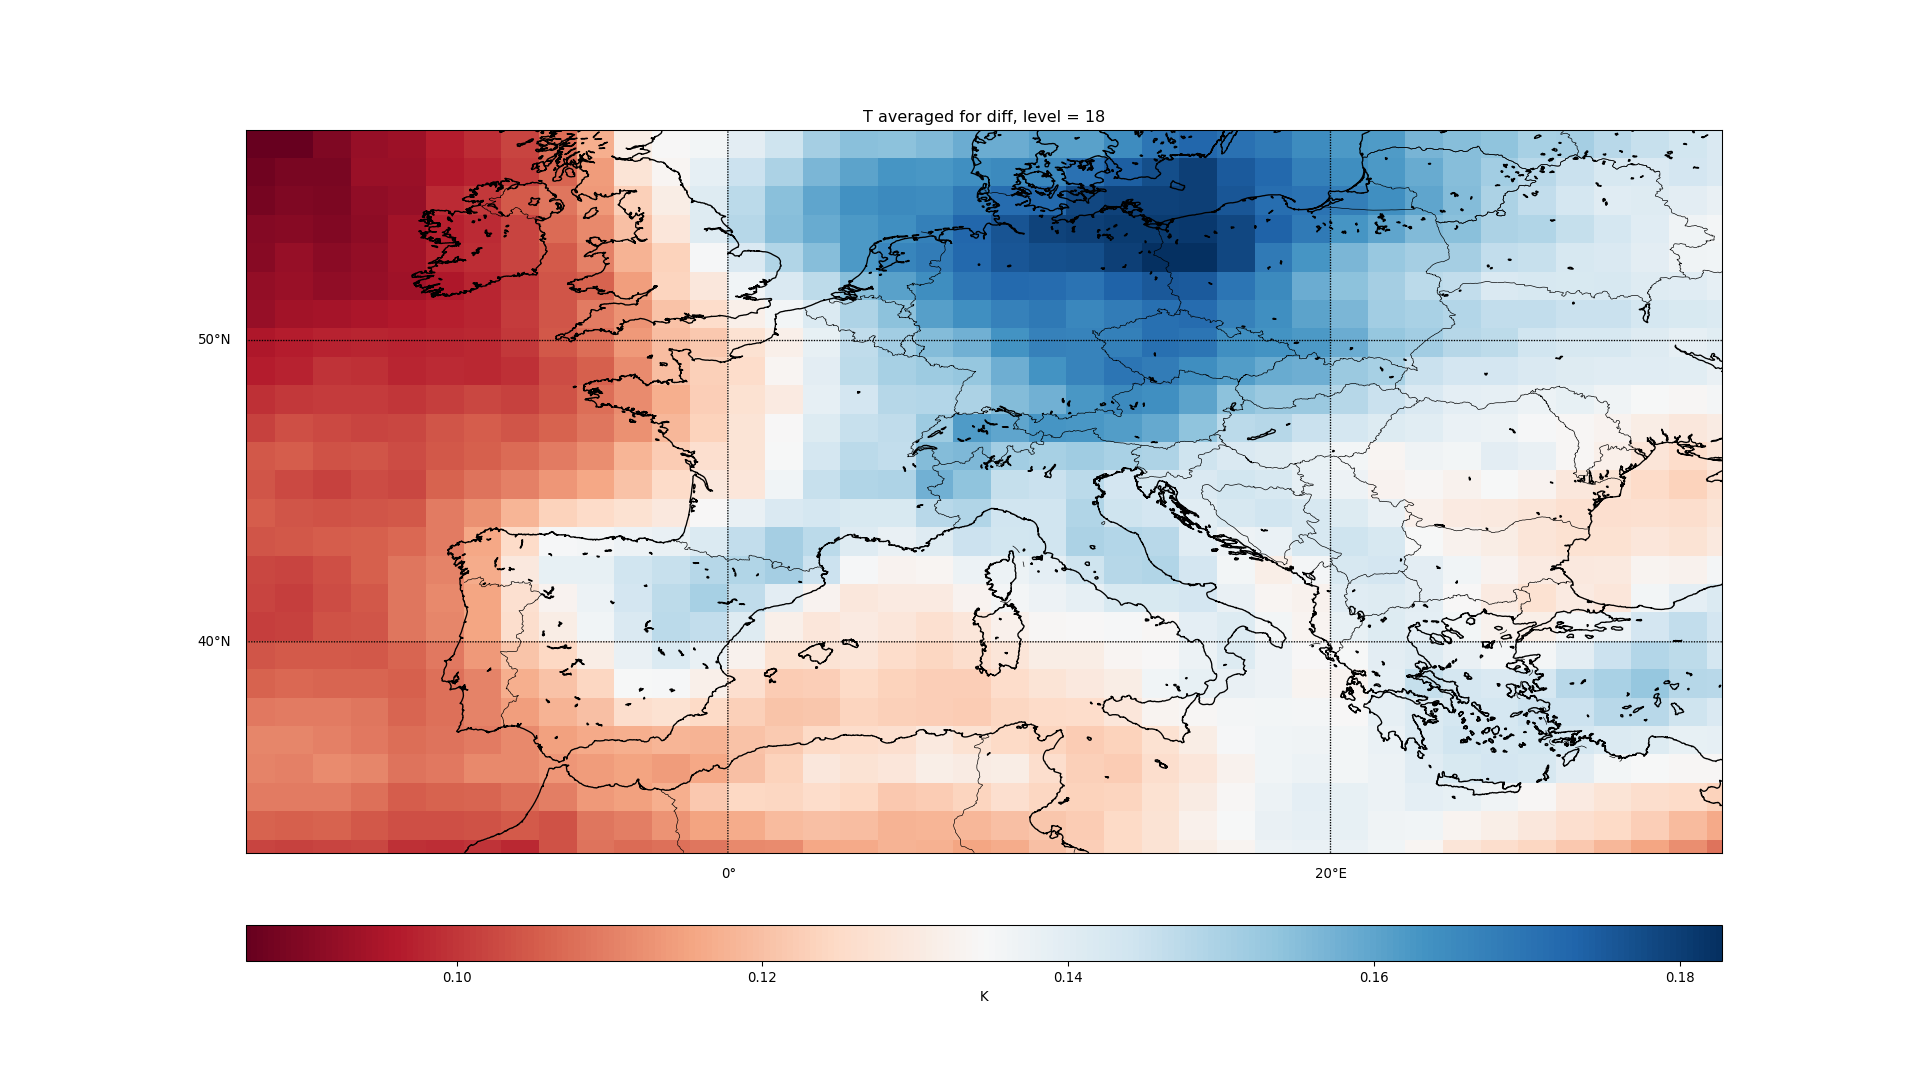 T averaged for diff, level = 18
50°N
40°N
0°
20°E
0.10
0.12
0.14
0.16
0.18
K